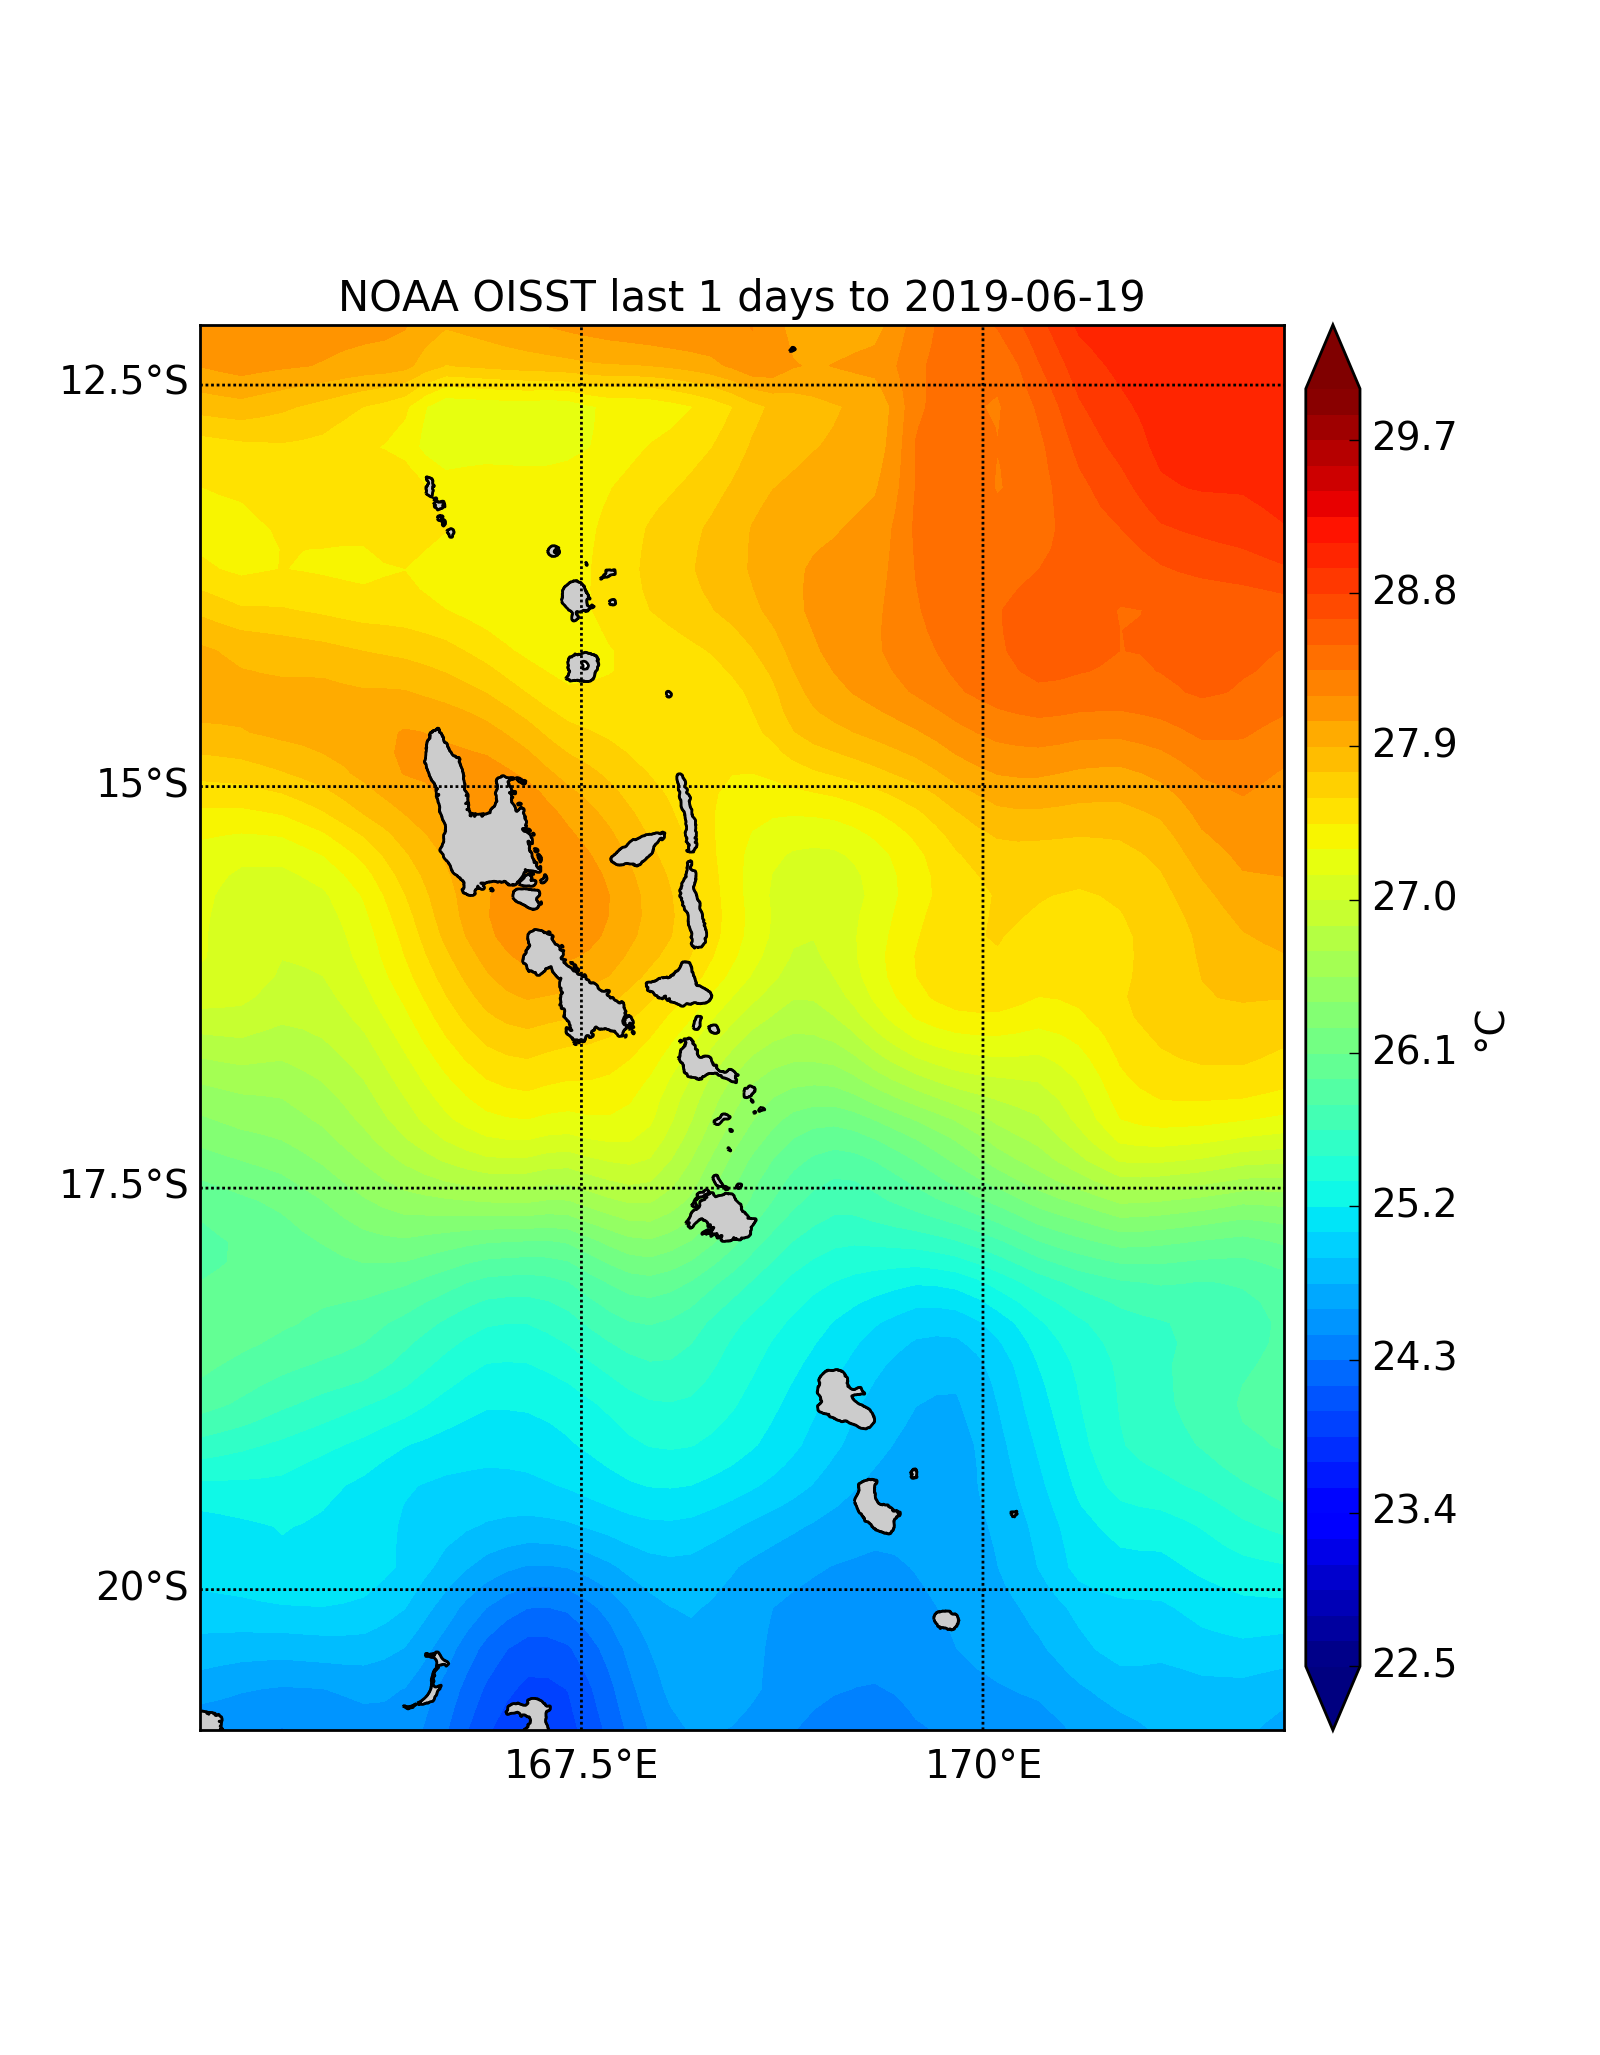 NOAA OISST last 1 days to 2019-06-19
12.5°S
15°S
17.5°S
20°S
167.5°E
170°E
29.7
28.8
27.9
27.0
26.1
25.2
24.3
23.4
22.5
°C